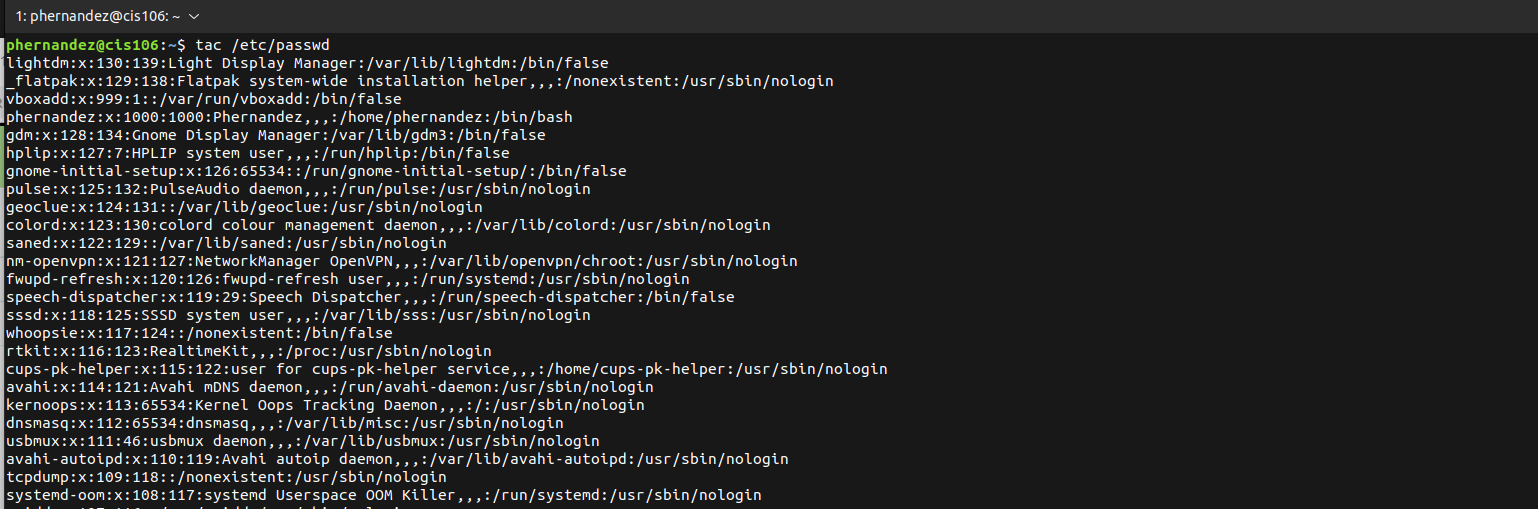 1: phernandez@cis106: ~
phernandez@cis106:~$ tac /etc/passwd
lightdm:x:130:139:Light Display Manager:/var/lib/lightdm:/bin/false
_flatpak:x:129:138:Flatpak system-wide installation helper,,,:/nonexistent:/usr/sbin/nologin
vboxadd:x:999:1::/var/run/vboxadd:/bin/false
phernandez:x:1000:1000:Phernandez,,,:/home/phernandez:/bin/bash
gdm:x:128:134:Gnome Display Manager:/var/lib/gdm3:/bin/false
hplip:x:127:7:HPLIP system user,,,:/run/hplip:/bin/false
gnome-initial-setup:x:126:65534::/run/gnome-initial-setup/:/bin/false
pulse:x:125:132:PulseAudio daemon,,,:/run/pulse:/usr/sbin/nologin
geoclue:x:124:131::/var/lib/geoclue:/usr/sbin/nologin
colord:x:123:130:colord colour management daemon,,,:/var/lib/colord:/usr/sbin/nologin
saned:x:122:129::/var/lib/saned:/usr/sbin/nologin
nm-openvpn:x:121:127:NetworkManager OpenVPN,,,:/var/lib/openvpn/chroot:/usr/sbin/nologin
fwupd-refresh:x:120:126:fwupd-refresh user,,,:/run/systemd:/usr/sbin/nologin
speech-dispatcher:x:119:29:Speech Dispatcher,,,:/run/speech-dispatcher:/bin/false
sssd:x:118:125:SSSD system user,,,:/var/lib/sss:/usr/sbin/nologin
whoopsie:x:117:124::/nonexistent:/bin/false
rtkit:x:116:123:RealtimeKit,,,:/proc:/usr/sbin/nologin
cups-pk-helper:x:115:122:user for cups-pk-helper service,,,:/home/cups-pk-helper:/usr/sbin/nologin
avahi:x:114:121:Avahi mDNS daemon,,,:/run/avahi-daemon:/usr/sbin/nologin
kernoops:x:113:65534:Kernel Oops Tracking Daemon,,,:/:/usr/sbin/nologin
dnsmasq:x:112:65534:dnsmasq,,,:/var/lib/misc:/usr/sbin/nologin
usbmux:x:111:46:usbmux daemon,,,:/var/lib/usbmux:/usr/sbin/nologin
avahi-autoipd:x:110:119:Avahi autoip daemon,,,:/var/lib/avahi-autoipd:/usr/sbin/nologin
tcpdump:x:109:118::/nonexistent:/usr/sbin/nologin
systemd-oom:x:108:117:systemd Userspace OOM Killer,,,:/run/systemd:/usr/sbin/nologin